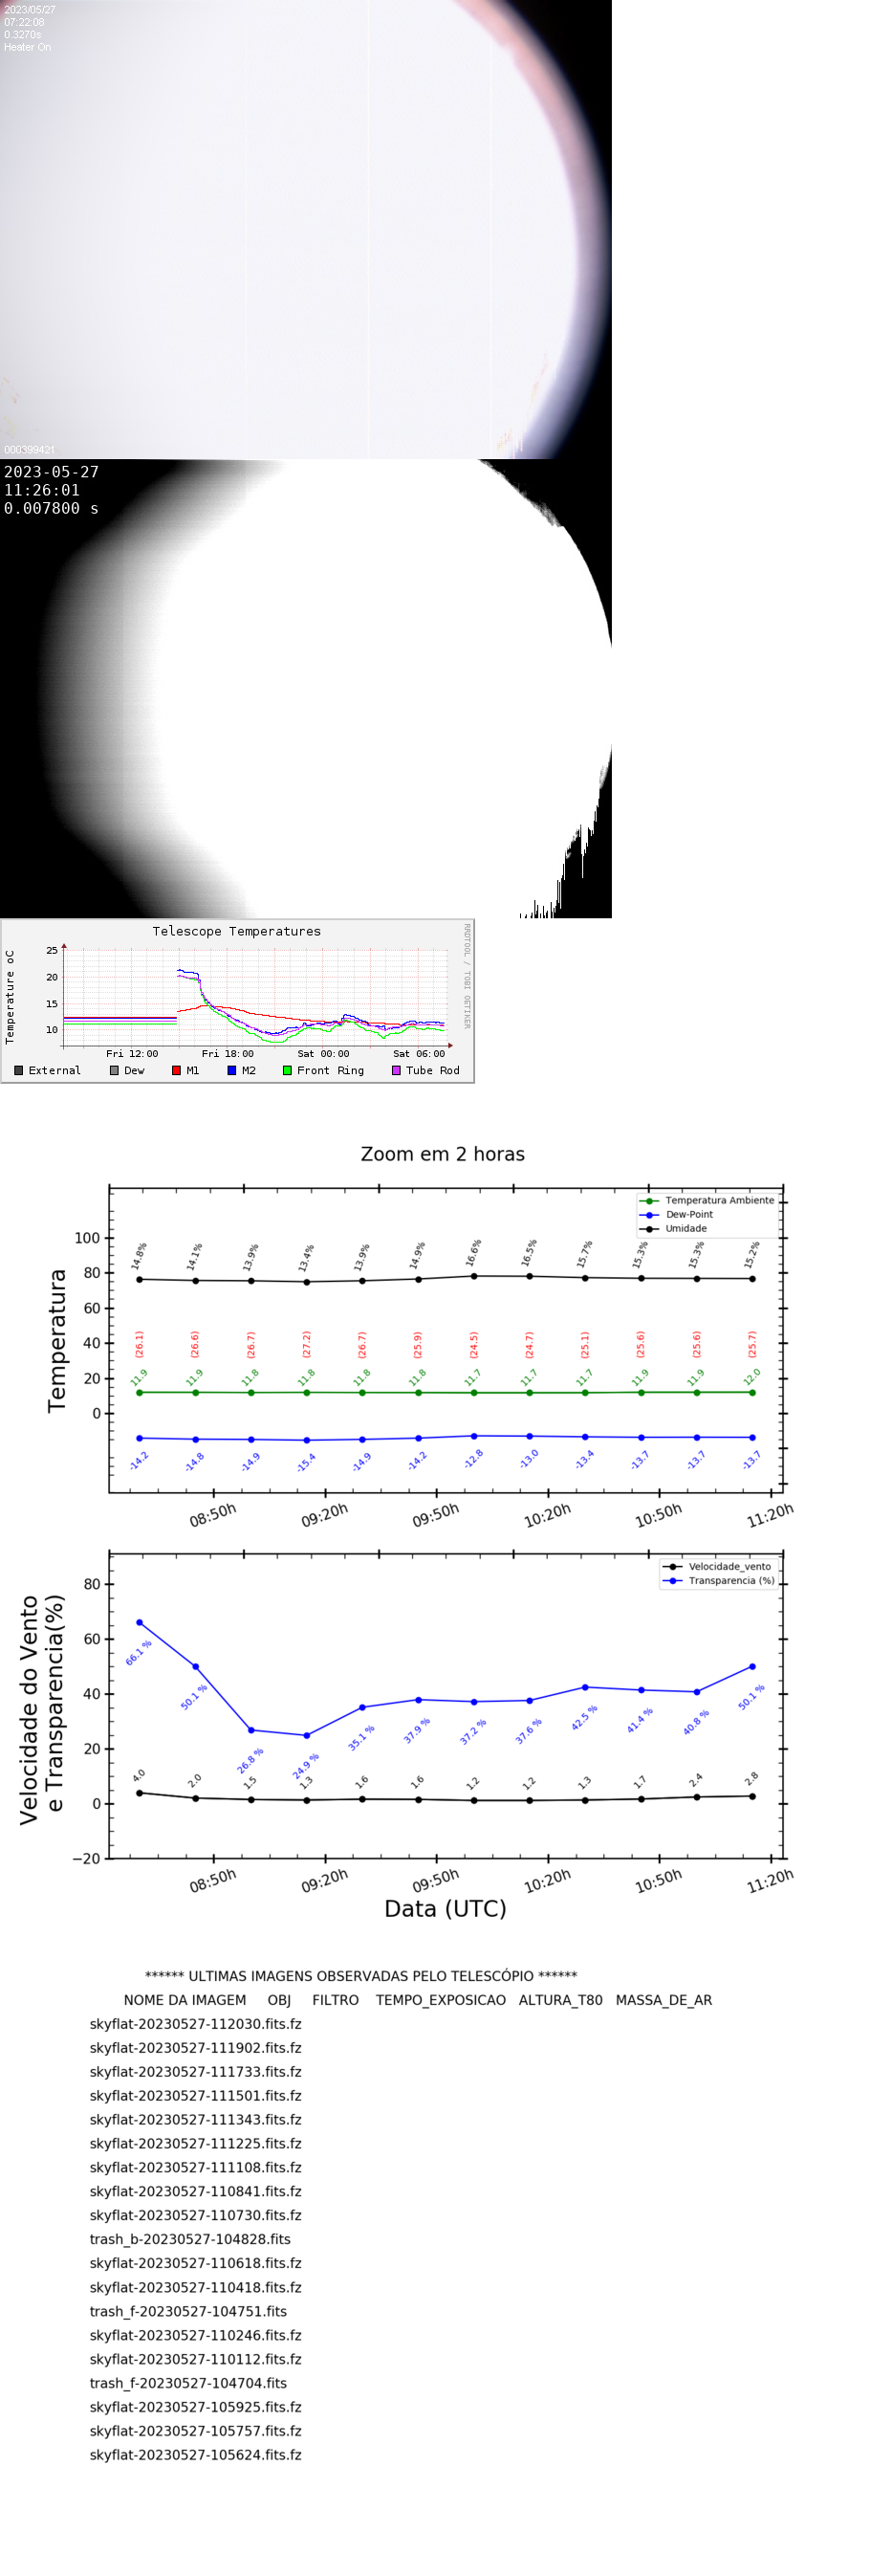 2023/05/27
07:22:08
0.3270s
Heater On
000399421
2023-05-27
11:26:01
0.007800 s
Telescope Temperatures
RRDTOOL / TOBI OETIKER
Temperature oC
25
20
15
10
Fri 12:00 Fri 18:00 Sat 00:00 Sat 06:00
External Dew M1 M2 Front Ring Tube Rod
Zoom em 2 horas
Temperatura Ambiente
Dew-Point
Umidade
Temperatura
100
80
60
40
20
0
14.8% 14.1% 13.9% 13.4% 13.9% 14.9% 16.6% 16.5% 15.7% 15.3% 15.3% 15.2%
(26.1) (26.6) (26.7) (27.2) (26.7) (25.9) (24.5) (24.7) (25.1) (25.6) (25.6) (25.7)
11.9 11.9 11.8 11.8 11.8 11.8 11.7 11.7 11.7 11.9 11.9 12.0
-14.2 -14.8 -14.9 -15.4 -14.9 -14.2 -12.8 -13.0 -13.4 -13.7 -13.7 -13.7
08:50h 09:20h 09:50h 10:20h 10:50h 11:20h
Velocidade_vento
Transparencia (%)
Velocidade do Vento
e Transparencia(%)
80
60
40
20
0
−20
66.1 % 50.1 % 26.8 % 24.9 % 35.1 % 37.9 % 37.2 % 37.6 % 42.5 % 41.4 % 40.8 % 50.1 %
4.0 2.0 1.5 1.3 1.6 1.6 1.2 1.2 1.3 1.7 2.4 2.8
08:50h 09:20h 09:50h 10:20h 10:50h 11:20h
Data (UTC)
****** ULTIMAS IMAGENS OBSERVADAS PELO TELESCÓPIO ******
NOME DA IMAGEM OBJ FILTRO TEMPO_EXPOSICAO ALTURA_T80 MASSA_DE_AR
skyflat-20230527-112030.fits.fz
skyflat-20230527-111902.fits.fz
skyflat-20230527-111733.fits.fz
skyflat-20230527-111501.fits.fz
skyflat-20230527-111343.fits.fz
skyflat-20230527-111225.fits.fz
skyflat-20230527-111108.fits.fz
skyflat-20230527-110841.fits.fz
skyflat-20230527-110730.fits.fz
trash_b-20230527-104828.fits
skyflat-20230527-110618.fits.fz
skyflat-20230527-110418.fits.fz
trash_f-20230527-104751.fits
skyflat-20230527-110246.fits.fz
skyflat-20230527-110112.fits.fz
trash_f-20230527-104704.fits
skyflat-20230527-105925.fits.fz
skyflat-20230527-105757.fits.fz
skyflat-20230527-105624.fits.fz